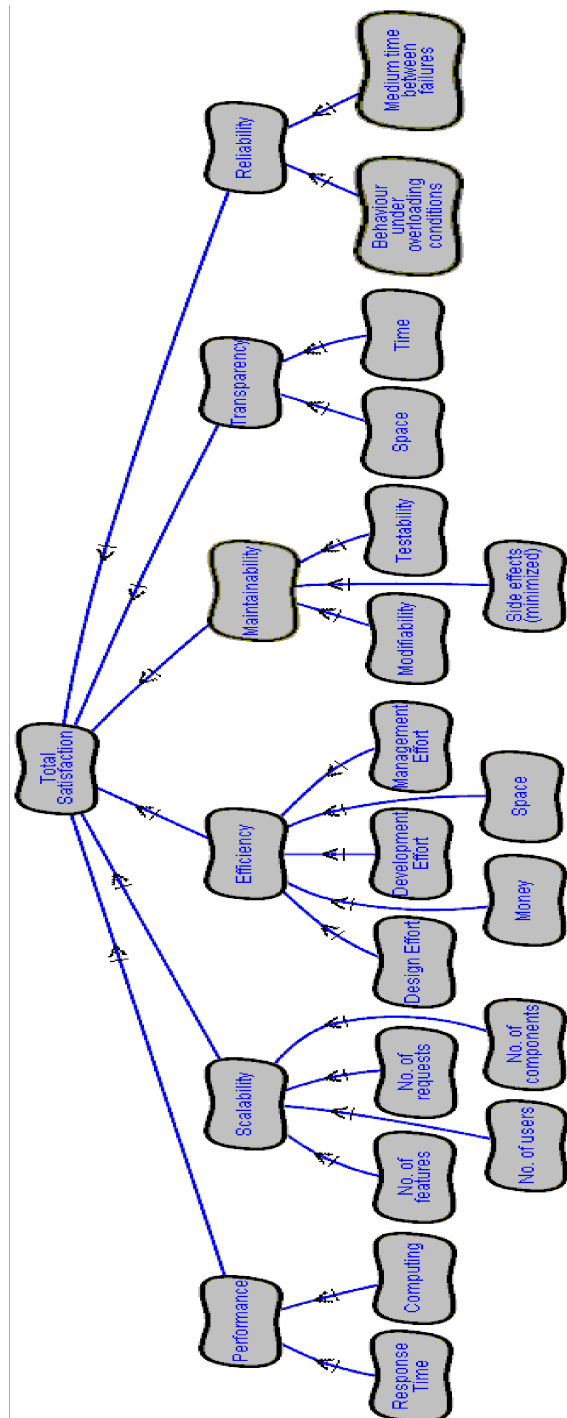 Total
Satisfaction
Performance
Scalability
Efficiency
Maintainability
Transparency
Reliability
Response
Time
Computing
No. of
features
No. of
requests
Design Effort
Development
Effort
Management
Effort
Modifiability
Testability
Space
Time
Behaviour
under
overloading
conditions
Medium time
between
failures
No. of users
No. of
components
Money
Space
Side effects
(minimized)